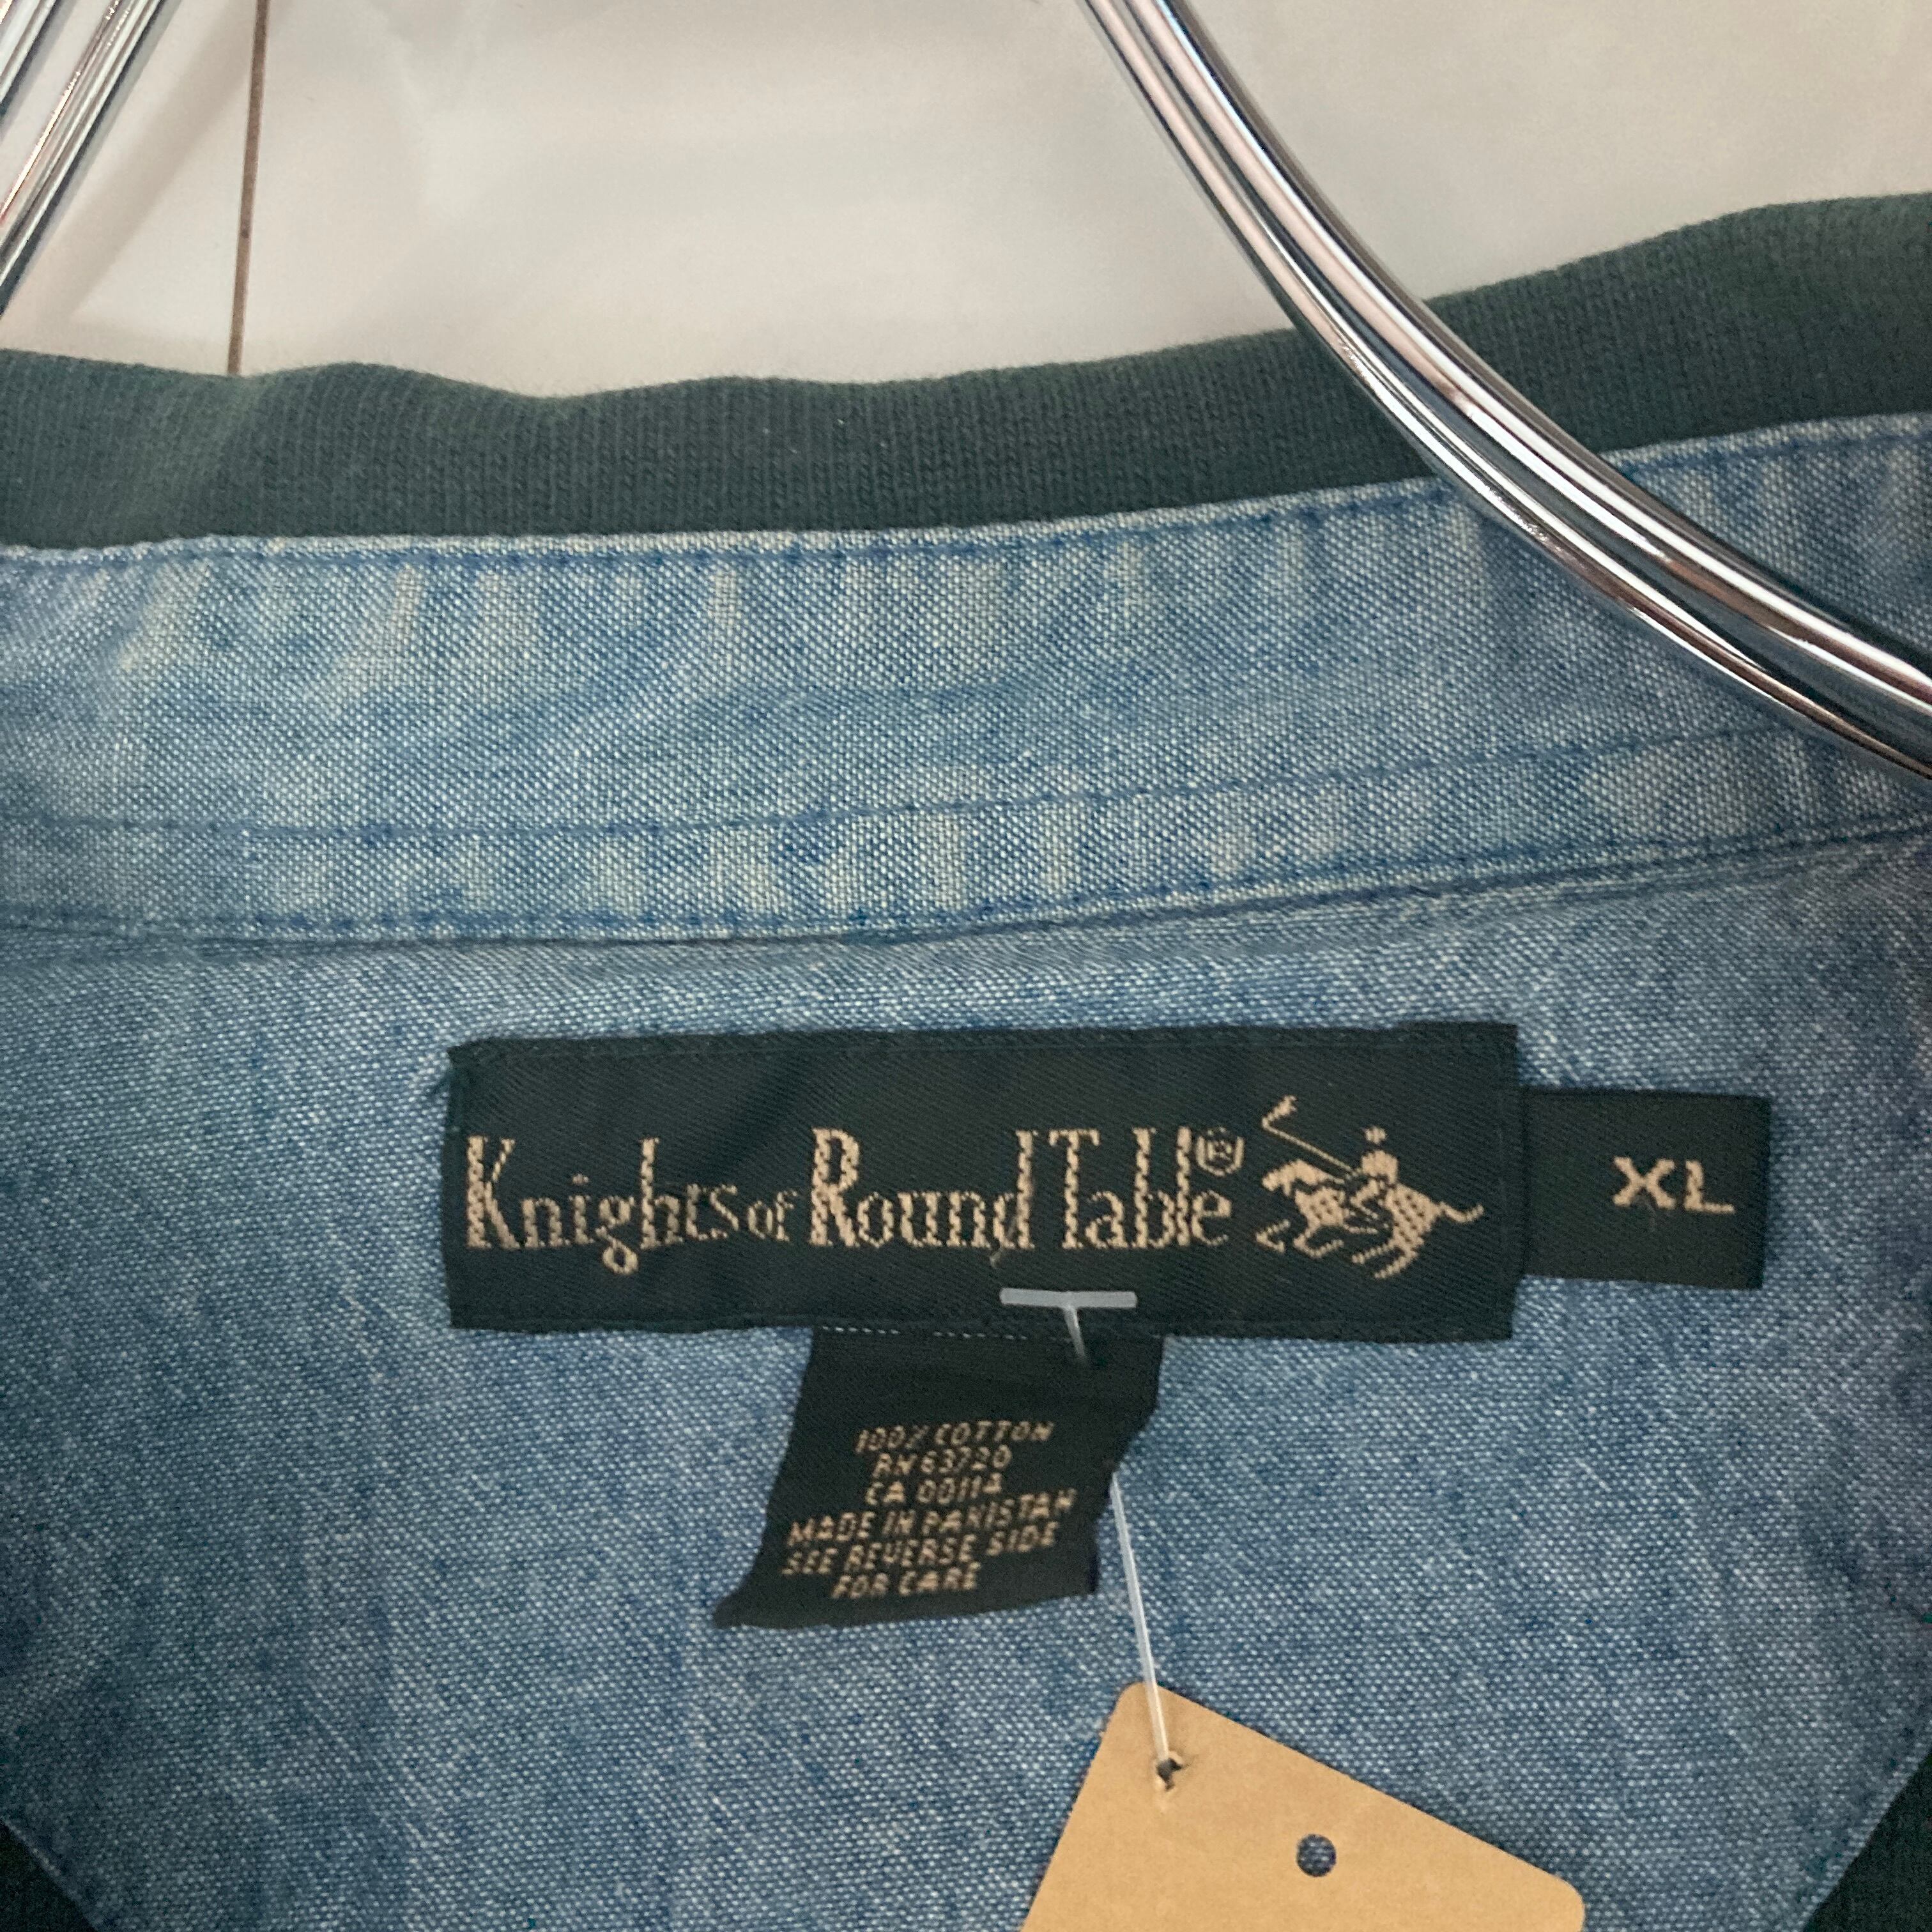 Knights of Round Table®
XL
100% COTTON
RN 63720
CA 00114
MADE IN PAKISTAN
SEE REVERSE SIDE
FOR CARE